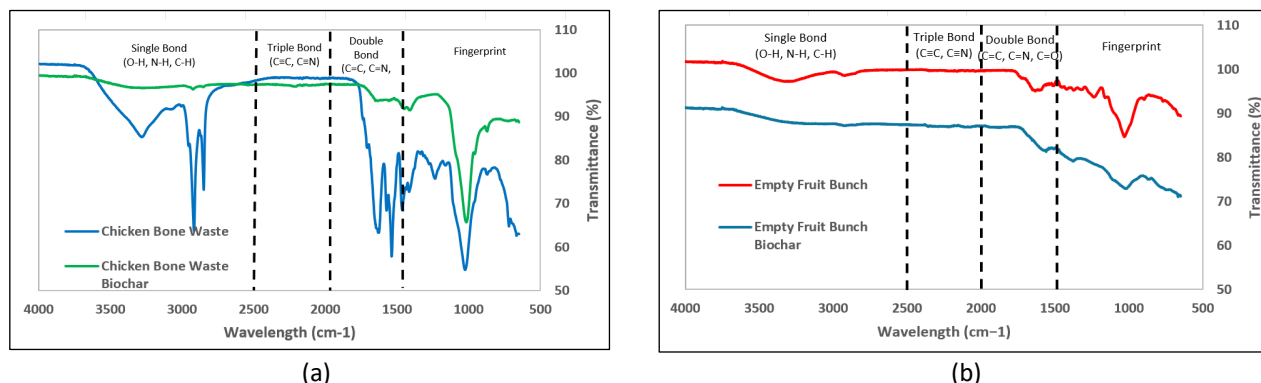 (a)
110
100
90
80
70
60
50
Transmittance (%)
Single Bond
(O-H, N-H, C-H)
Triple Bond
(C≡C, C≡N)
Double
Bond
(C=C, C=N,
Fingerprint
Chicken Bone Waste
Chicken Bone Waste
Biochar
4000 3000 2500 2000 1500 1000 500
Wavelength (cm-1)
(a)
(b)
110
100
90
80
70
60
50
Transmittance (%)
Single Bond
(O-H, N-H, C-H)
Triple Bond
(C≡C, C≡N)
Double Bond
(C=C, C=N, C=O)
Fingerprint
Empty Fruit Bunch
Empty Fruit Bunch
Biochar
4000 3000 2500 2000 1500 1000 500
Wavelength (cm−1)
(b)